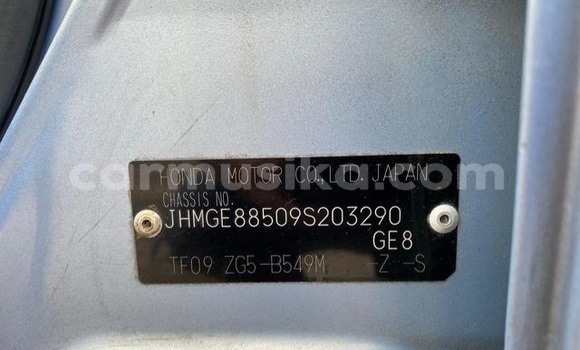 HONDA MOTOR CO.,LTD.JAPAN
CHASSIS NO.
JHMGE88509S203290
GE8
TF09 ZG5-B549M Z -S
carmusika.com